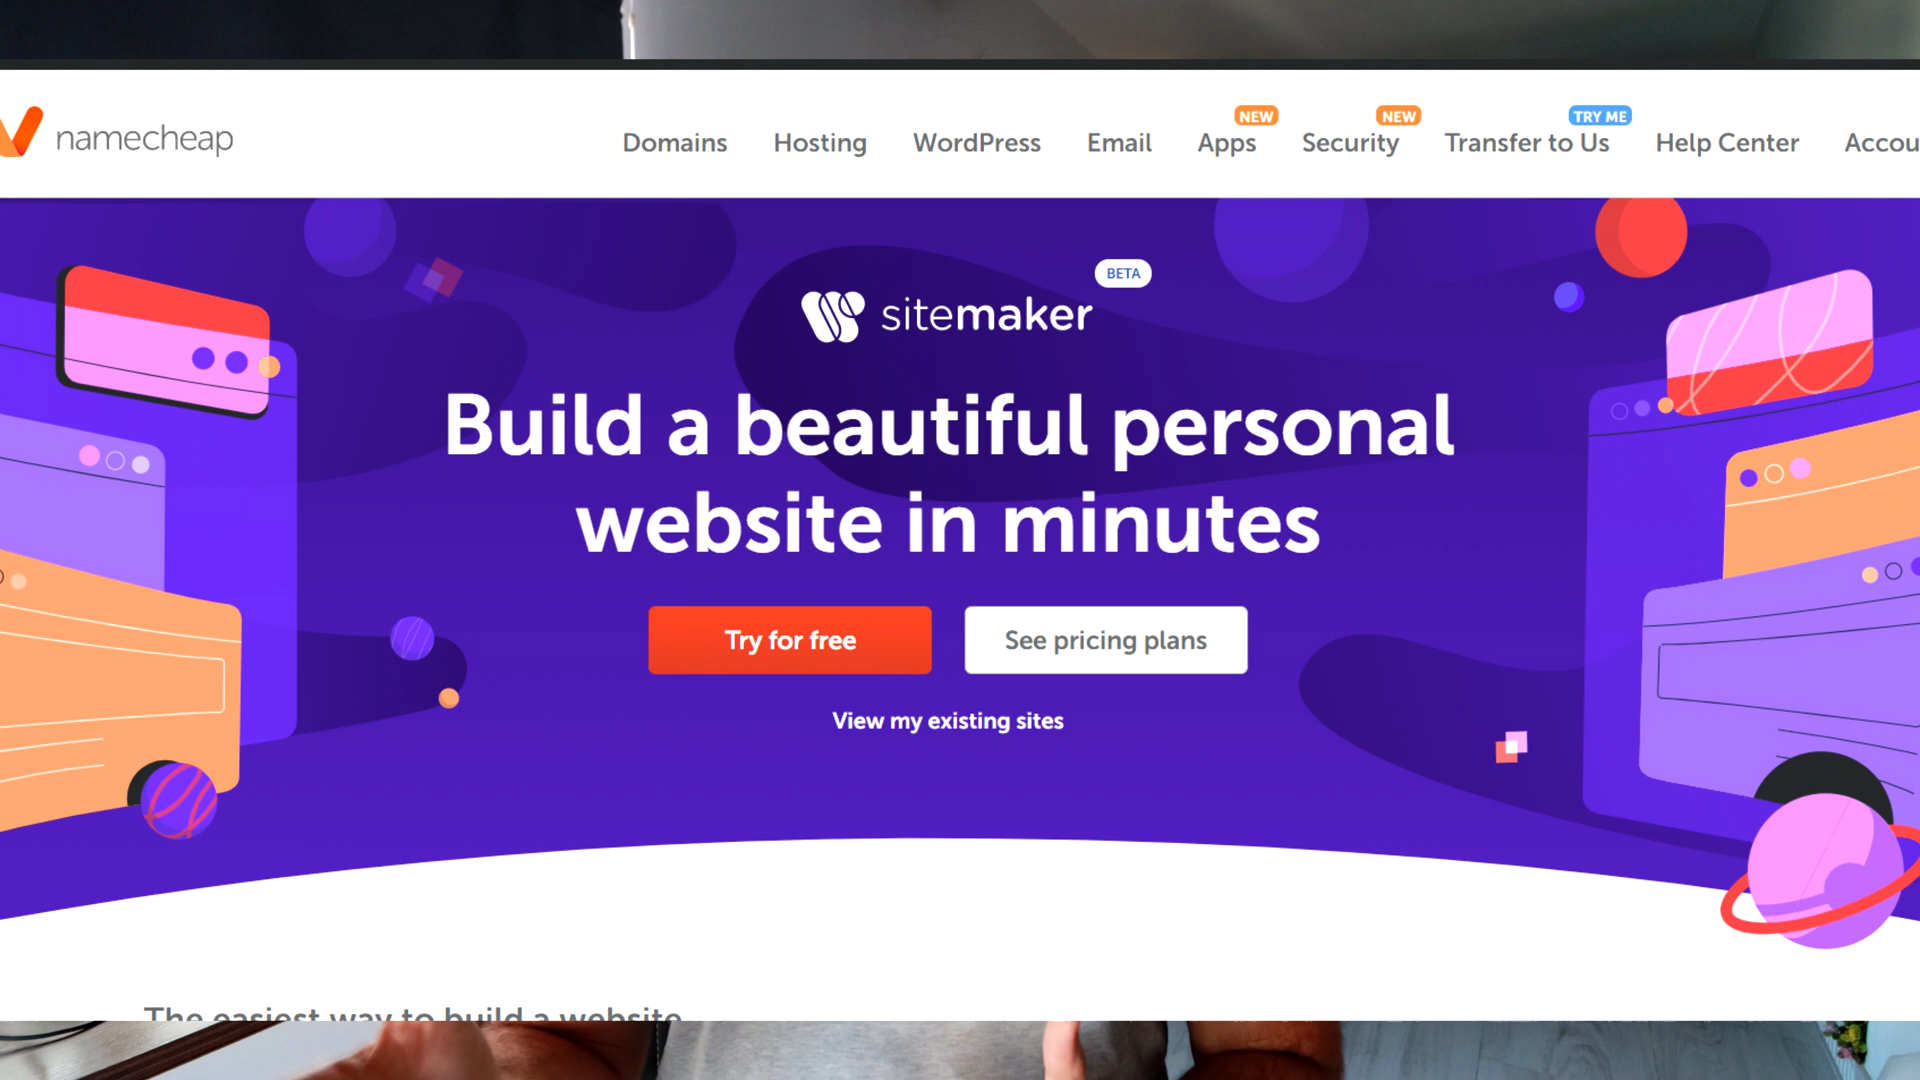 namecheap
Domains Hosting WordPress Email Apps NEW Security NEW Transfer to Us TRY ME Help Center Accou
sitemaker BETA
Build a beautiful personal
website in minutes
Try for free See pricing plans
View my existing sites
The easiest way to build a website